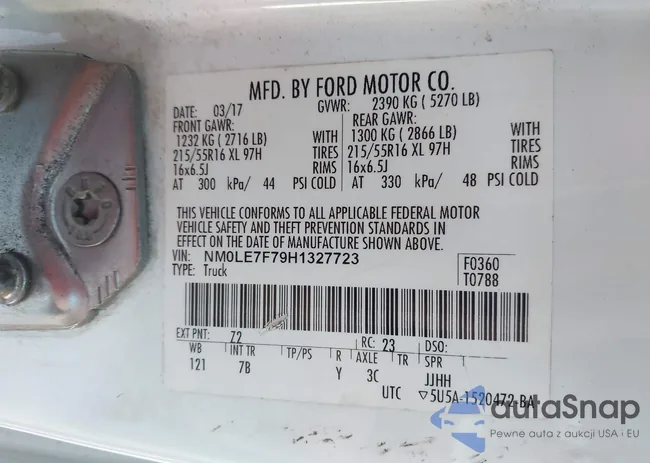 MFD. BY FORD MOTOR CO.
DATE: 03/17 GVWR: 2390 KG ( 5270 LB)
FRONT GAWR: REAR GAWR:
1232 KG ( 2716 LB) WITH 1300 KG ( 2866 LB) WITH
215/55R16 XL 97H TIRES 215/55R16 XL 97H TIRES
16x6.5J RIMS 16x6.5J RIMS
AT 300 kPa/ 44 PSI COLD AT 330 kPa/ 48 PSI COLD
THIS VEHICLE CONFORMS TO ALL APPLICABLE FEDERAL MOTOR
VEHICLE SAFETY AND THEFT PREVENTION STANDARDS IN
EFFECT ON THE DATE OF MANUFACTURE SHOWN ABOVE.
VIN: NM0LE7F79H1327723 F0360
TYPE: Truck T0788
EXT PNT: Z2 RC: 23 DSO:
WB INT TR TP/PS R AXLE TR SPR
121 7B Y 3C JJHH
UTC ▽5U5A-1520472-BA
autoSnap
Pewne auta z aukcji USA i EU